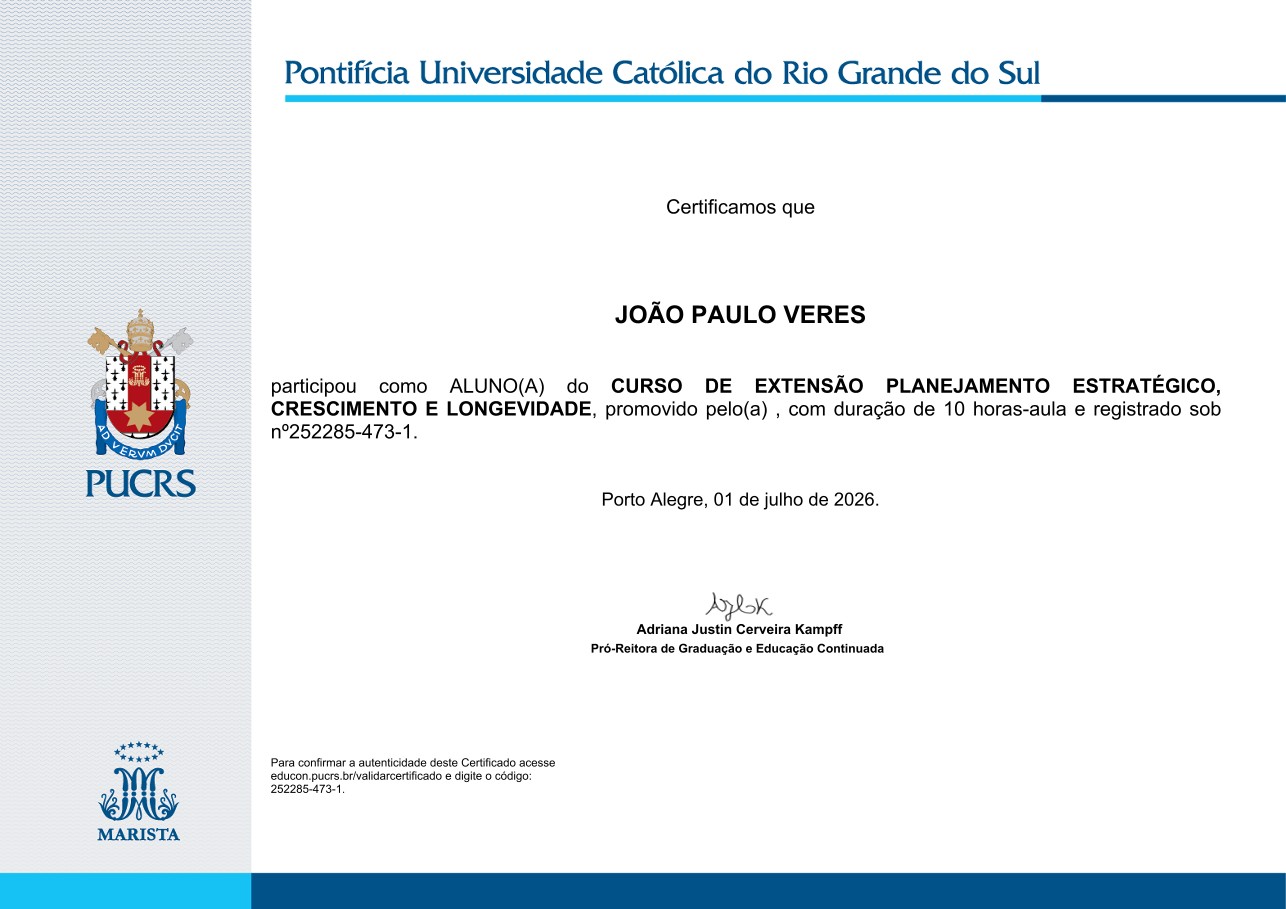 Pontifícia Universidade Católica do Rio Grande do Sul
Certificamos que
JOÃO PAULO VERES
participou como ALUNO(A) do CURSO DE EXTENSÃO PLANEJAMENTO ESTRATÉGICO,
CRESCIMENTO E LONGEVIDADE, promovido pelo(a) , com duração de 10 horas-aula e registrado sob
nº252285-473-1.
Porto Alegre, 01 de julho de 2026.
Adriana Justin Cerveira Kampff
Pró-Reitora de Graduação e Educação Continuada
Para confirmar a autenticidade deste Certificado acesse
educon.pucrs.br/validarcertificado e digite o código:
252285-473-1.
AD VERVM DVCIT
PUCRS
MARISTA